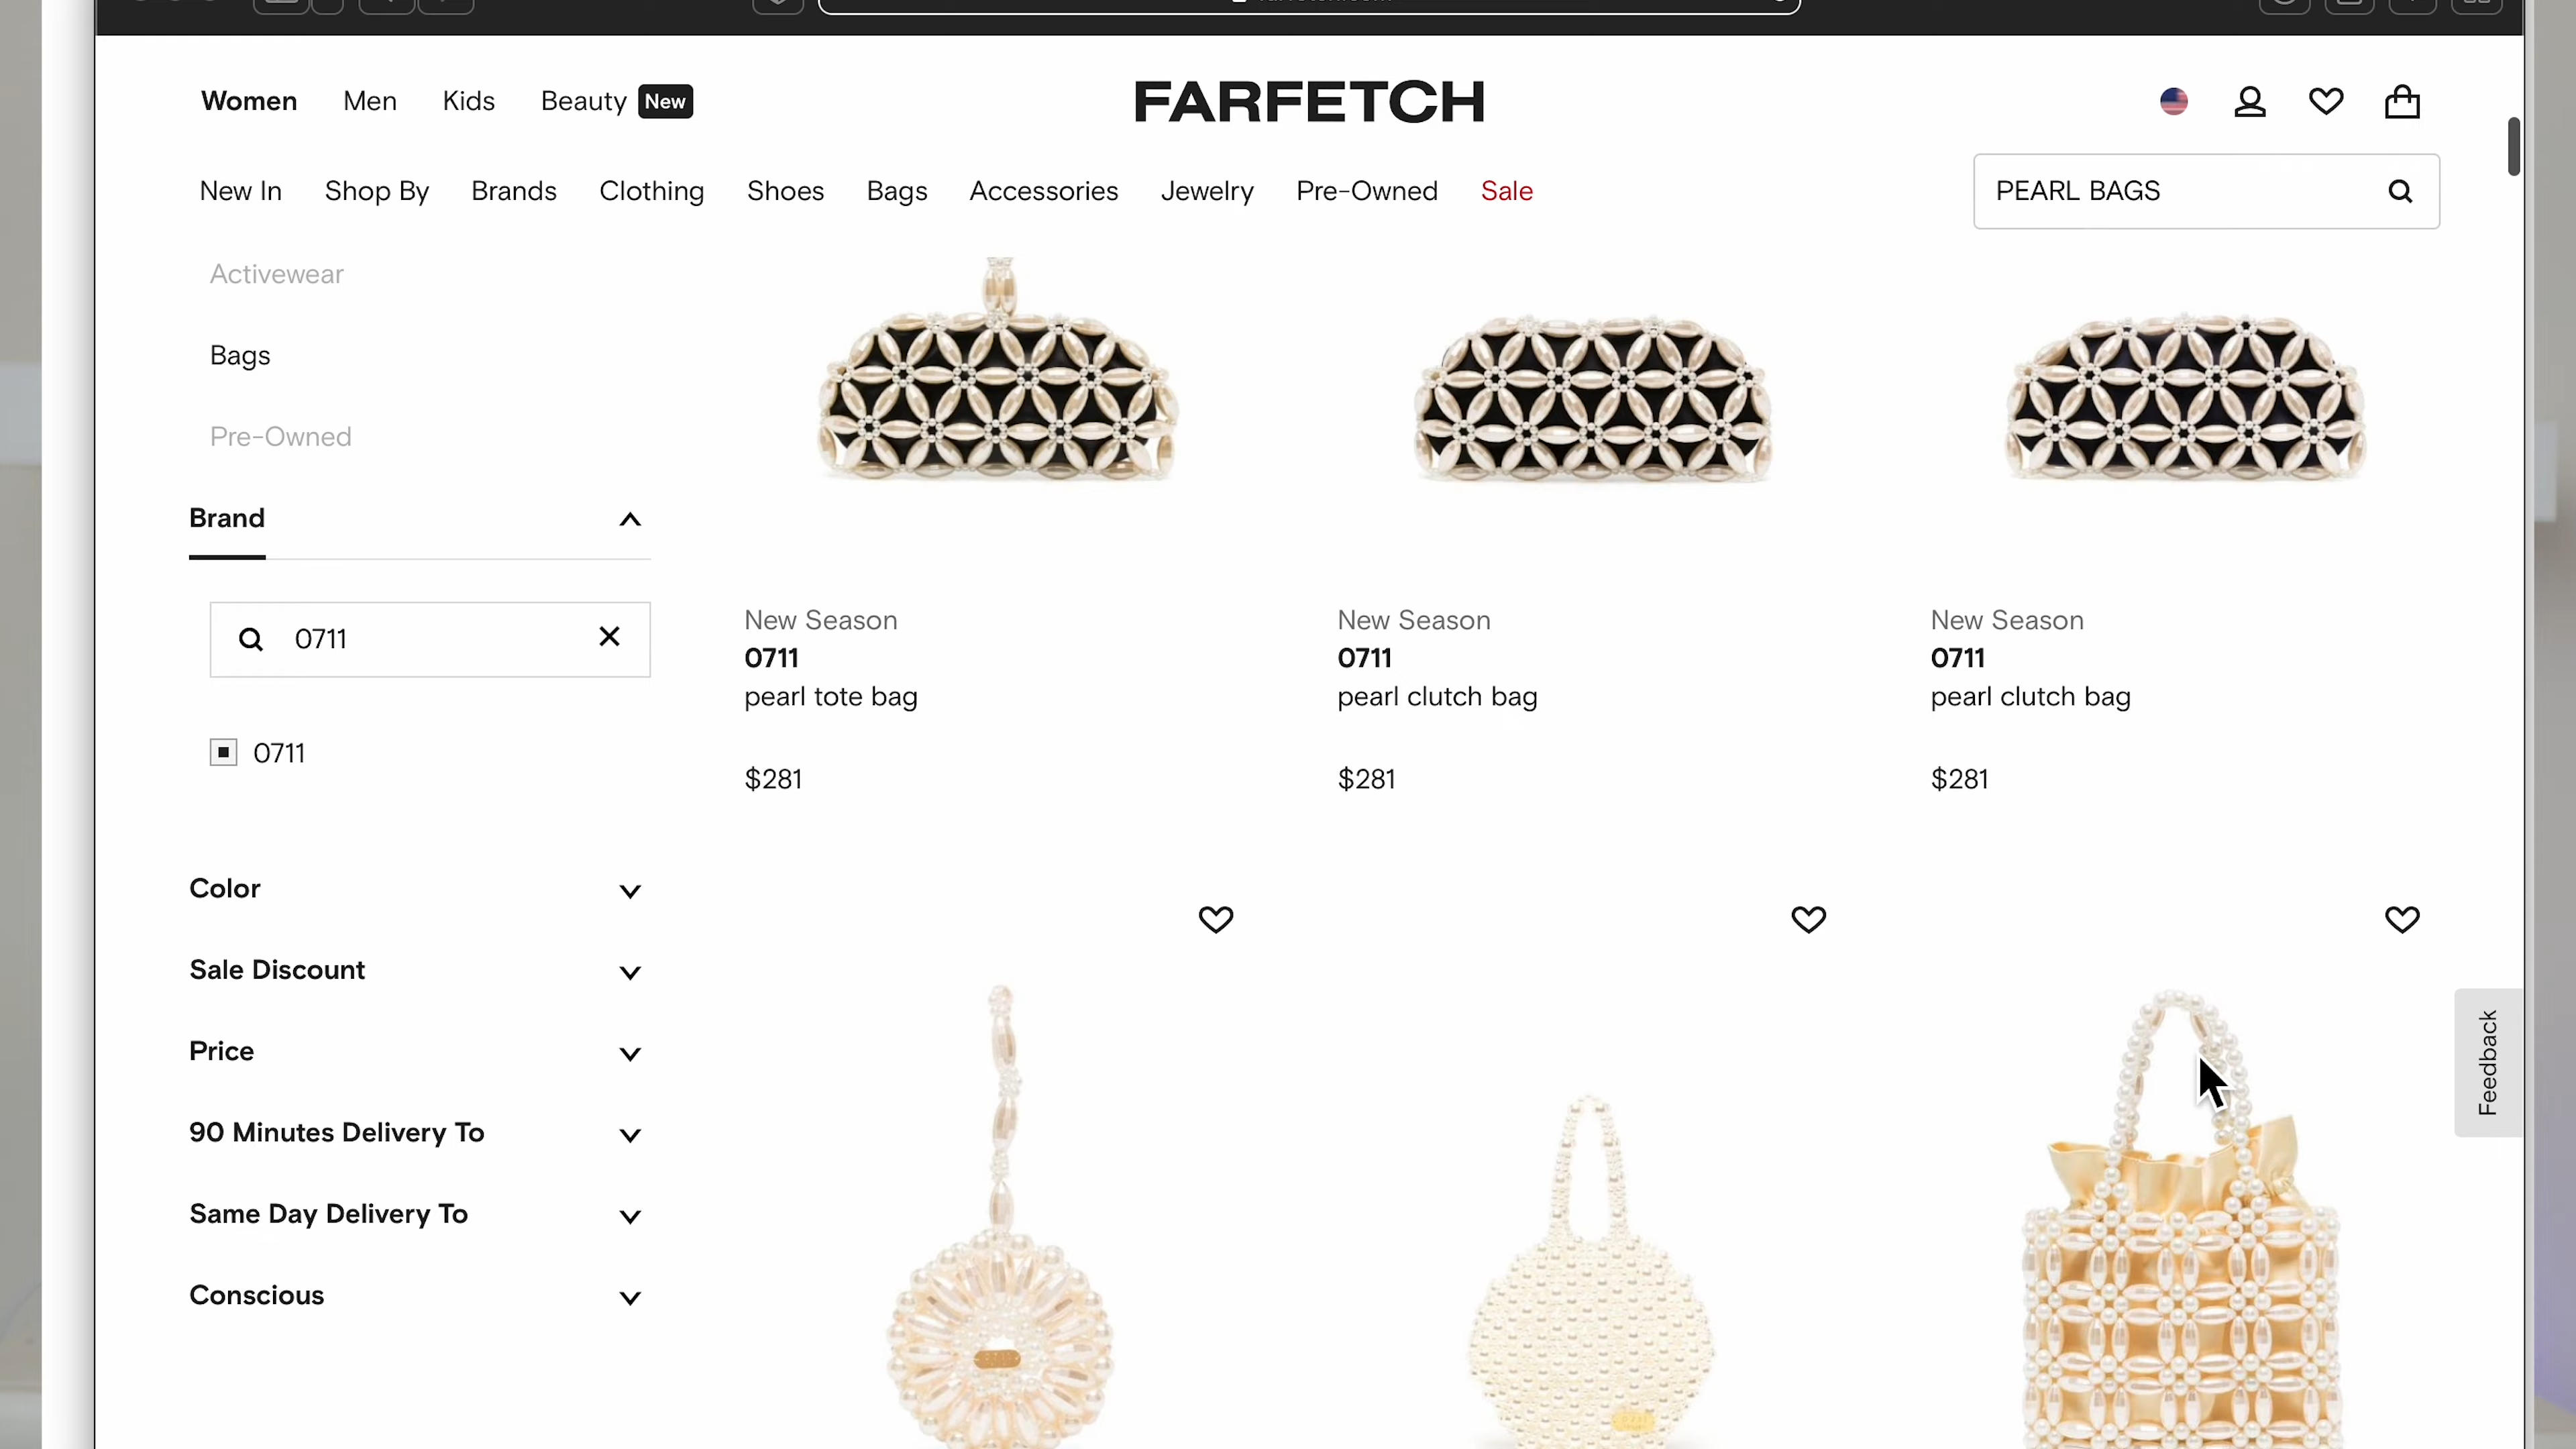 Women Men Kids Beauty New
FARFETCH
New In Shop By Brands Clothing Shoes Bags Accessories Jewelry Pre-Owned Sale
PEARL BAGS
Activewear
Bags
Pre-Owned
Brand
0711
0711
New Season
0711
pearl tote bag
$281
New Season
0711
pearl clutch bag
$281
New Season
0711
pearl clutch bag
$281
Color
Sale Discount
Price
90 Minutes Delivery To
Same Day Delivery To
Conscious
Feedback